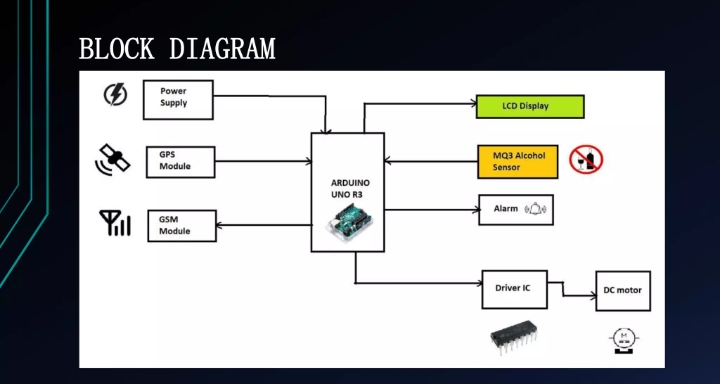 BLOCK DIAGRAM
Power
Supply
LCD Display
GPS
Module
MQ3 Alcohol
Sensor
ARDUINO
UNO R3
Alarm
GSM
Module
Driver IC
DC motor
M